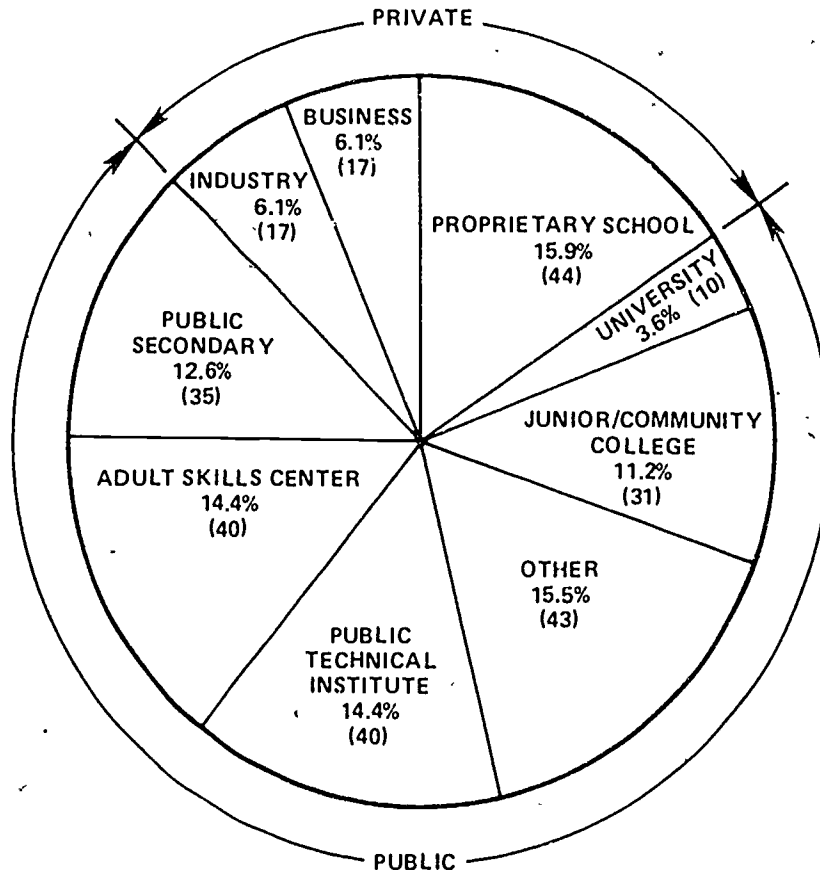 PRIVATE
BUSINESS
6.1%
(17)
INDUSTRY
6.1%
(17)
PROPRIETARY SCHOOL
15.9%
(44)
UNIVERSITY
3.6% (10)
PUBLIC
SECONDARY
12.6%
(35)
JUNIOR/COMMUNITY
COLLEGE
11.2%
(31)
ADULT SKILLS CENTER
14.4%
(40)
OTHER
15.5%
(43)
PUBLIC
TECHNICAL
INSTITUTE
14.4%
(40)
PUBLIC